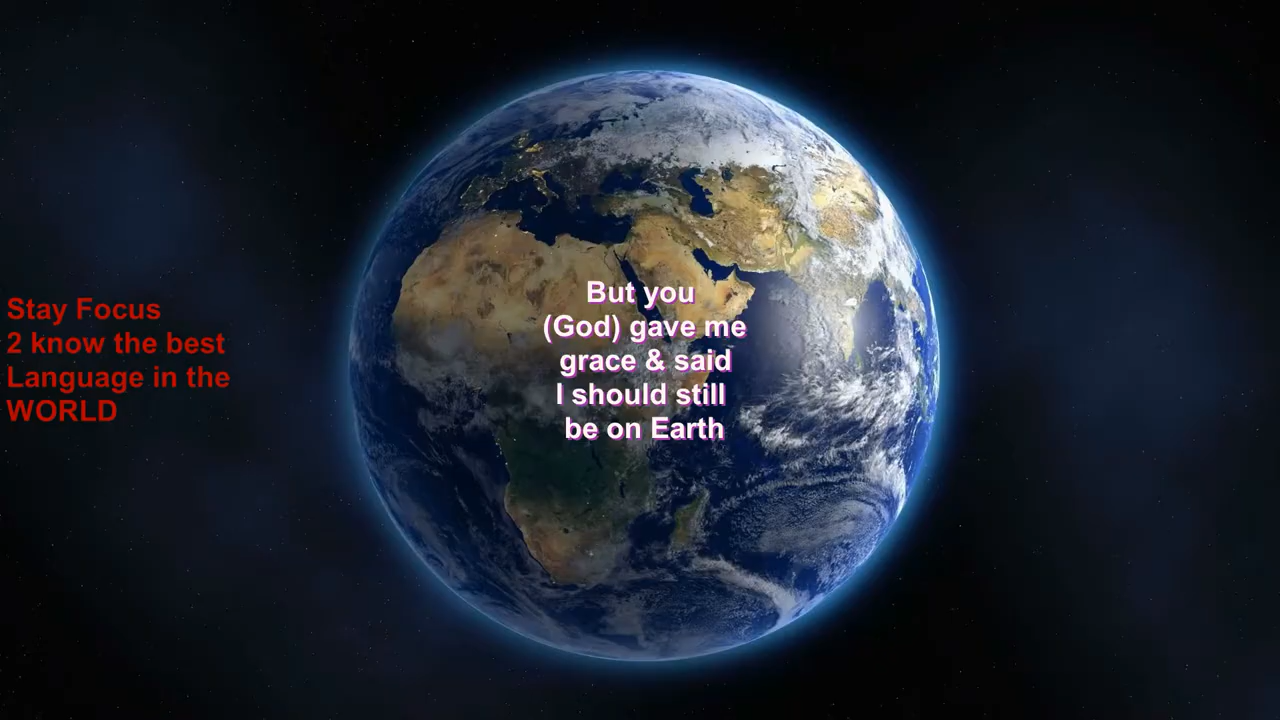 Stay Focus
2 know the best
Language in the
WORLD
But you
(God) gave me
grace & said
I should still
be on Earth